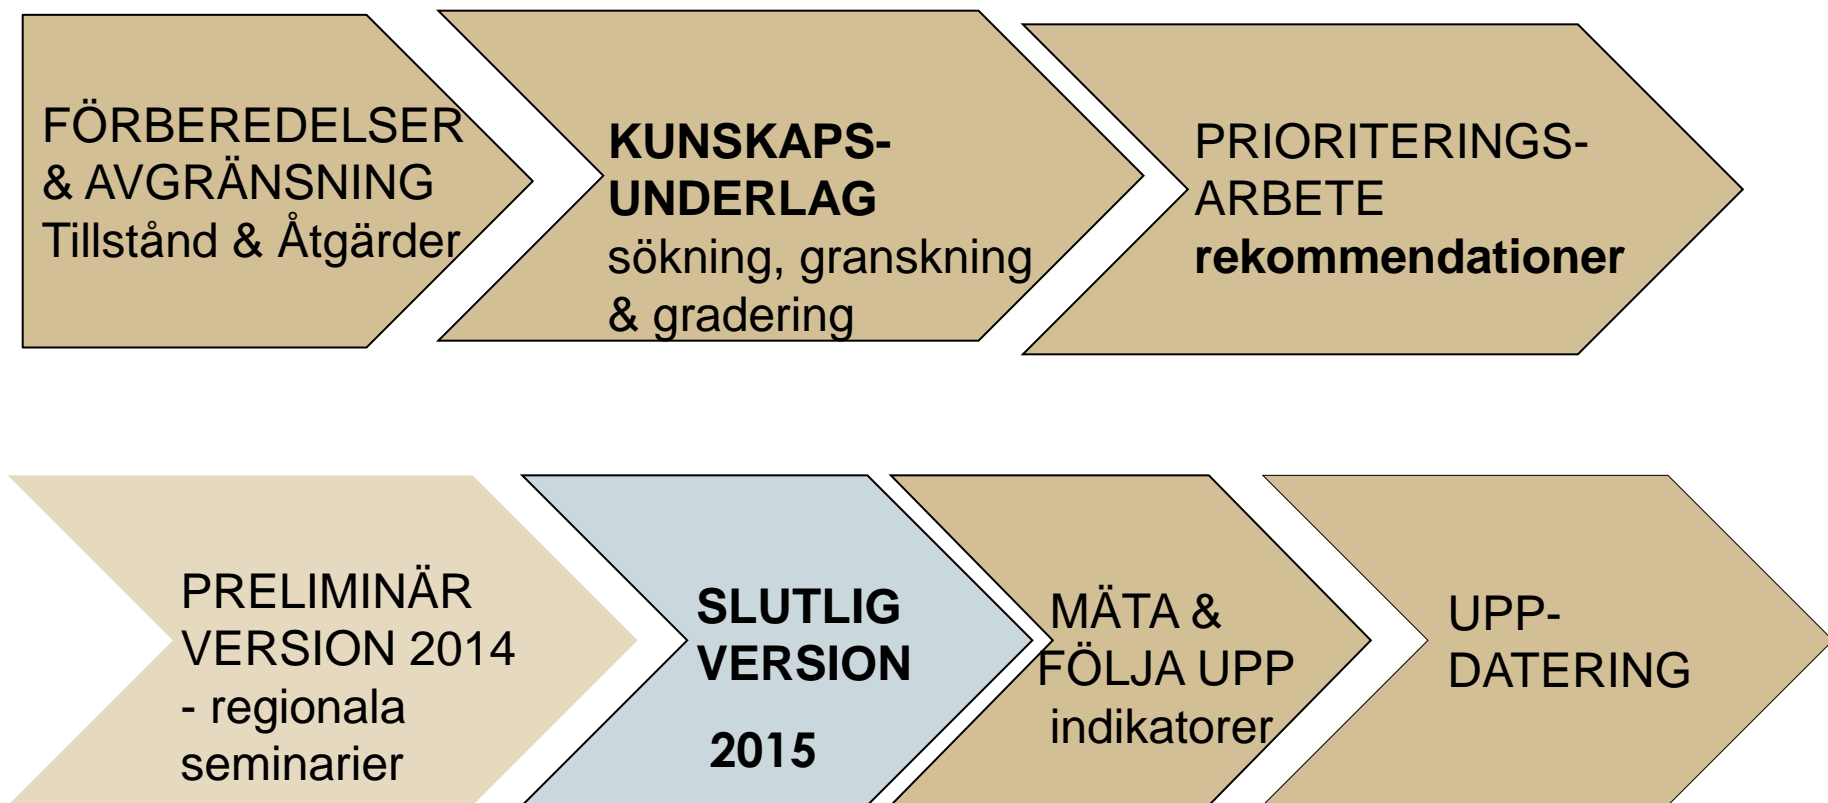 FÖRBEREDELSER
& AVGRÄNSNING
Tillstånd & Åtgärder
KUNSKAPS-
UNDERLAG
sökning, granskning
& gradering
PRIORITERINGS-
ARBETE
rekommendationer
PRELIMINÄR
VERSION 2014
- regionala
seminarier
SLUTLIG
VERSION
2015
MÄTA &
FÖLJA UPP
indikatorer
UPP-
DATERING